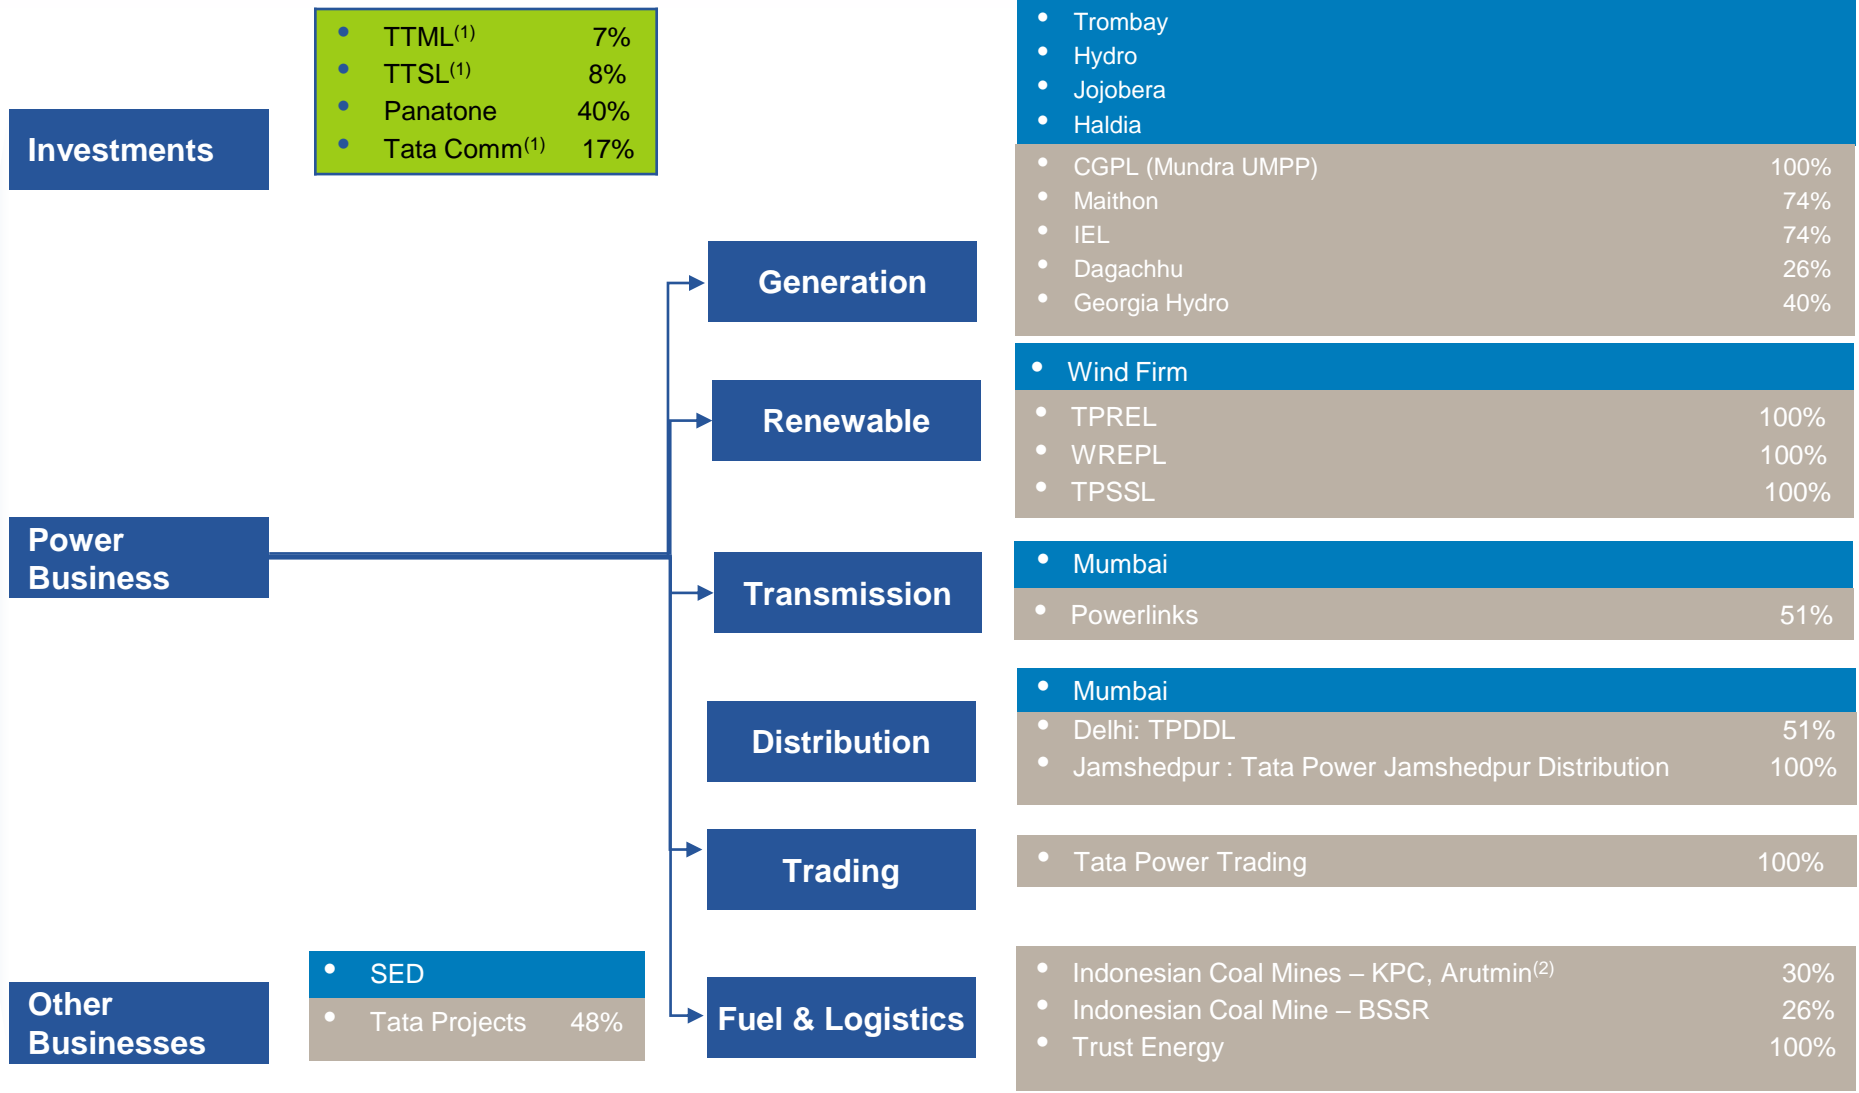 Investments
• TTML(1) 7%
• TTSL(1) 8%
• Panatone 40%
• Tata Comm(1) 17%
Power
Business
Generation
• Trombay
• Hydro
• Jojobera
• Haldia
• CGPL (Mundra UMPP) 100%
• Maithon 74%
• IEL 74%
• Dagachhu 26%
• Georgia Hydro 40%
Renewable
• Wind Firm
• TPREL 100%
• WREPL 100%
• TPSSL 100%
Transmission
• Mumbai
• Powerlinks 51%
Distribution
• Mumbai
• Delhi: TPDDL 51%
• Jamshedpur : Tata Power Jamshedpur Distribution 100%
Trading
• Tata Power Trading 100%
Fuel & Logistics
• Indonesian Coal Mines – KPC, Arutmin(2) 30%
• Indonesian Coal Mine – BSSR 26%
• Trust Energy 100%
Other
Businesses
• SED
• Tata Projects 48%